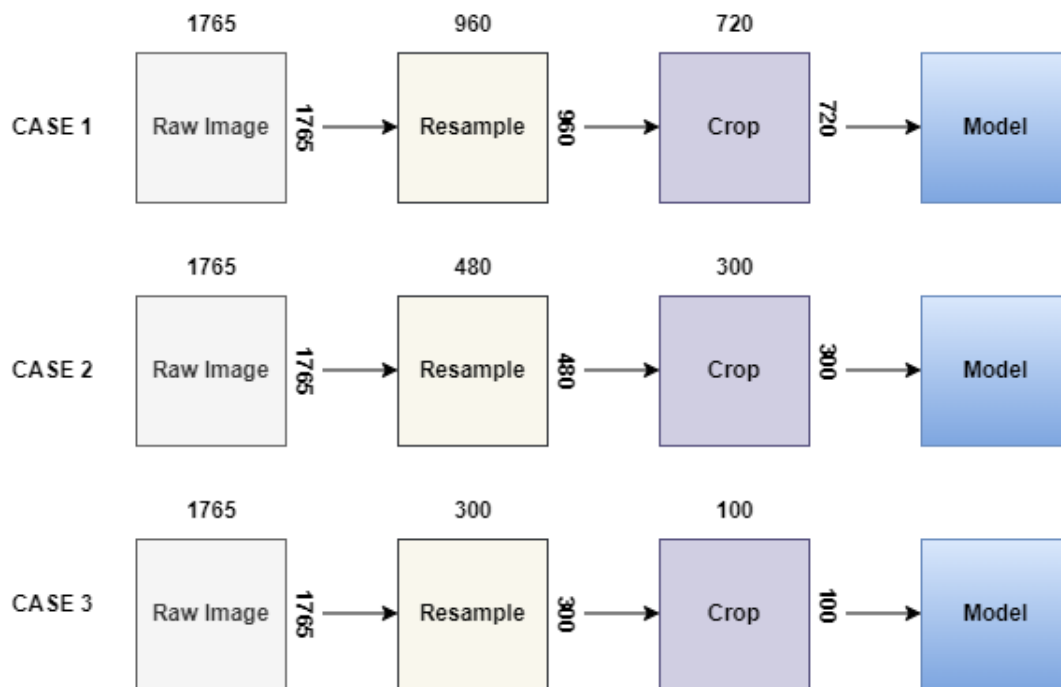 1765 960 720
CASE 1 Raw Image 1765 Resample 960 Crop 720 Model
1765 480 300
CASE 2 Raw Image 1765 Resample 480 Crop 300 Model
1765 300 100
CASE 3 Raw Image 1765 Resample 300 Crop 100 Model